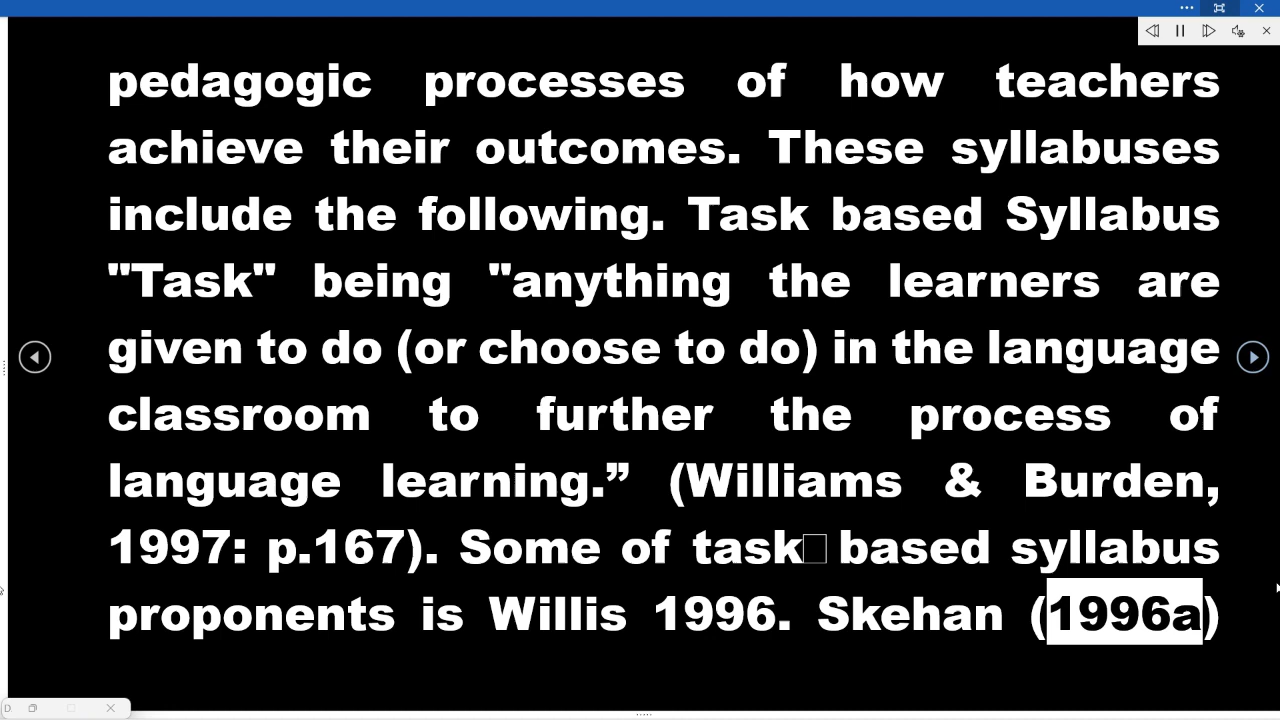 pedagogic processes of how teachers
achieve their outcomes. These syllabuses
include the following. Task based Syllabus
"Task" being "anything the learners are
given to do (or choose to do) in the language
classroom to further the process of
language learning.” (Williams & Burden,
1997: p.167). Some of task□ based syllabus
proponents is Willis 1996. Skehan (1996a)
D